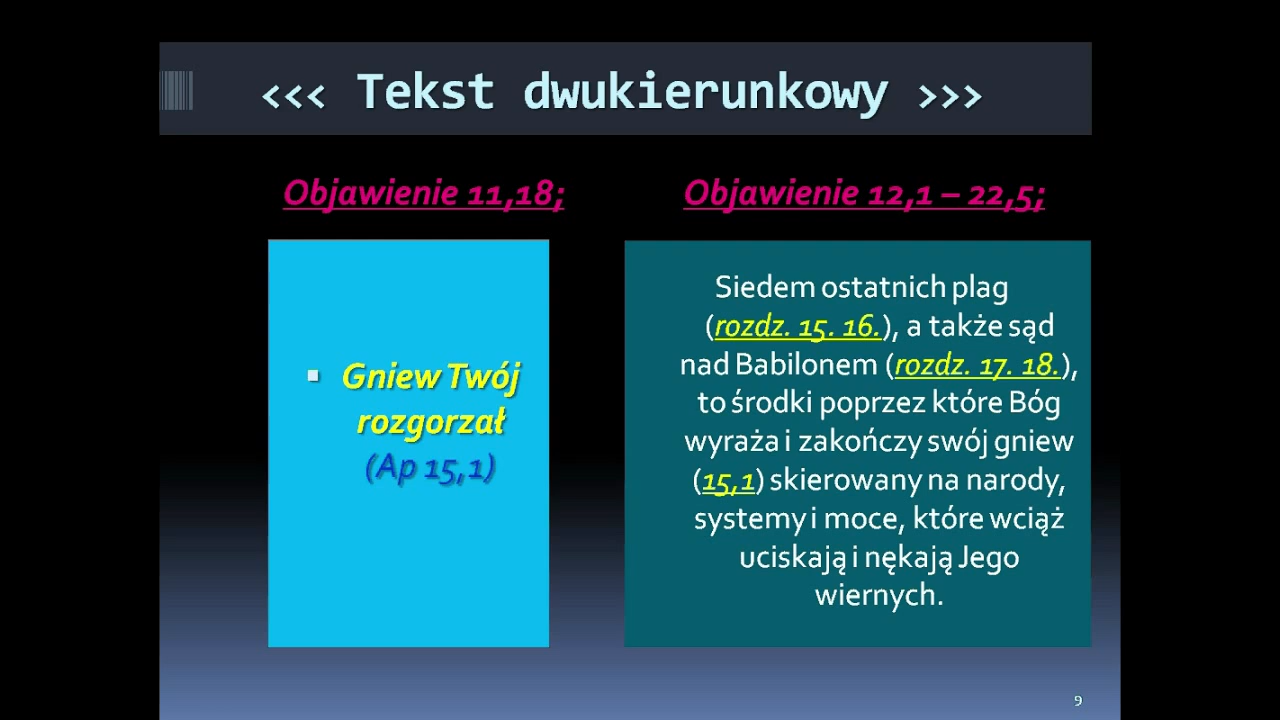 <<< Tekst dwukierunkowy >>>
Objawienie 11,18;
Gniew Twój
rozgorzał
(Ap 15,1)
Objawienie 12,1 – 22,5;
Siedem ostatnich plag
(rozdz. 15. 16.), a także sąd
nad Babilonem (rozdz. 17. 18.),
to środki poprzez które Bóg
wyraża i zakończy swój gniew
(15,1) skierowany na narody,
systemy i moce, które wciąż
uciskają i nękają Jego
wiernych.
9